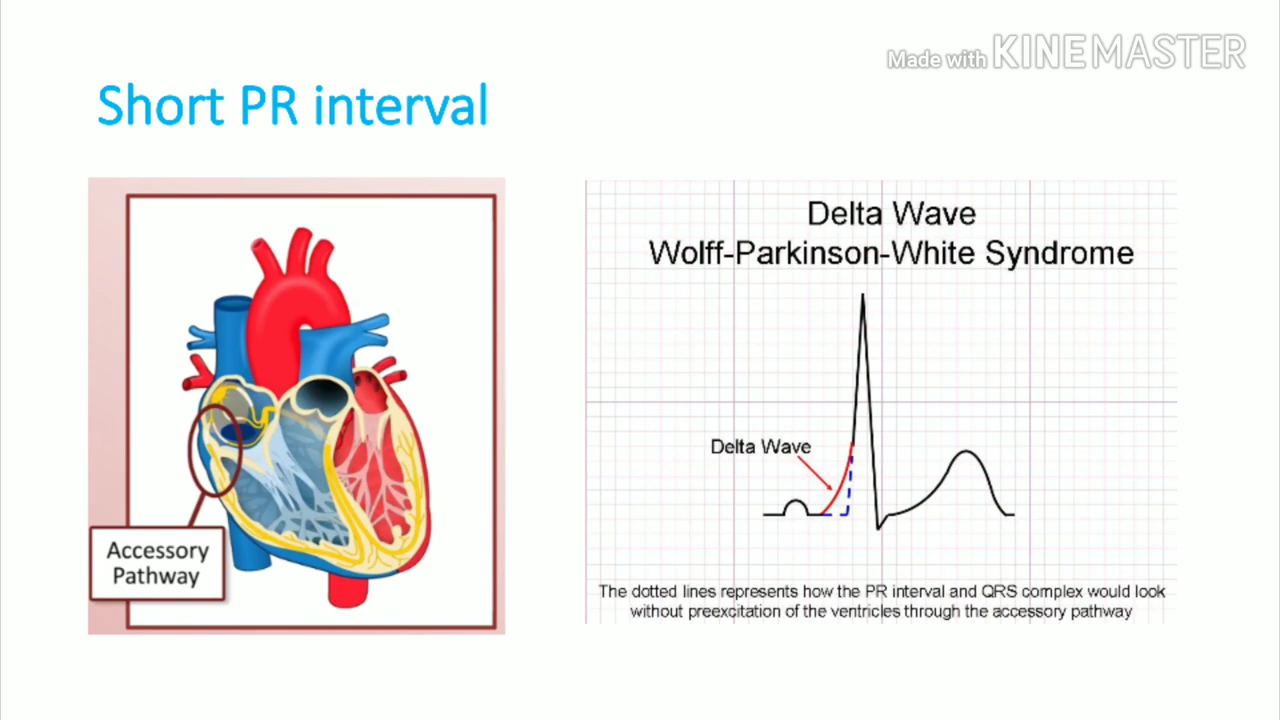 Made with KINEMASTER
Short PR interval
Accessory
Pathway
Delta Wave
Wolff-Parkinson-White Syndrome
Delta Wave
The dotted lines represents how the PR interval and QRS complex would look
without preexcitation of the ventricles through the accessory pathway